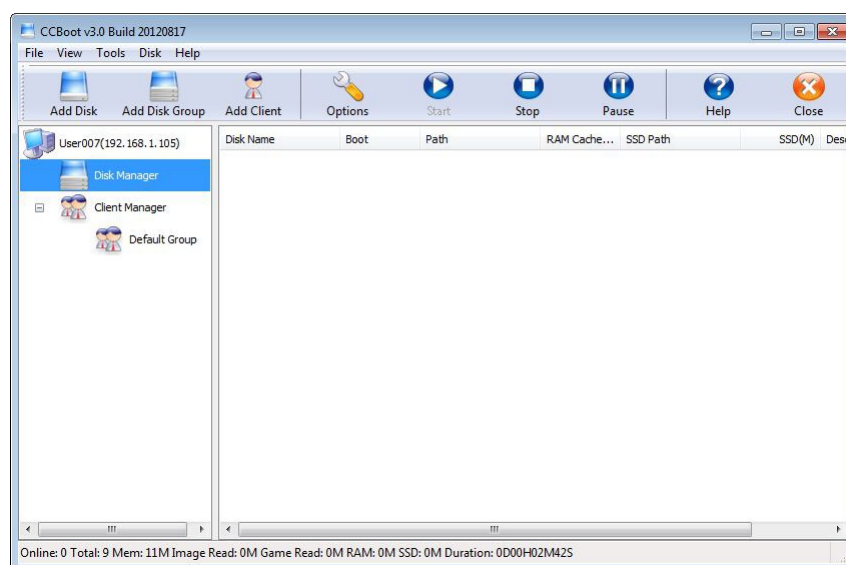 CCBoot v3.0 Build 20120817
File View Tools Disk Help
Add Disk Add Disk Group Add Client Options Start Stop Pause Help Close
User007(192.168.1.105)
Disk Name Boot Path RAM Cache... SSD Path SSD(M) Des
Disk Manager
Client Manager
Default Group
Online: 0 Total: 9 Mem: 11M Image Read: 0M Game Read: 0M RAM: 0M SSD: 0M Duration: 0D00H02M42S